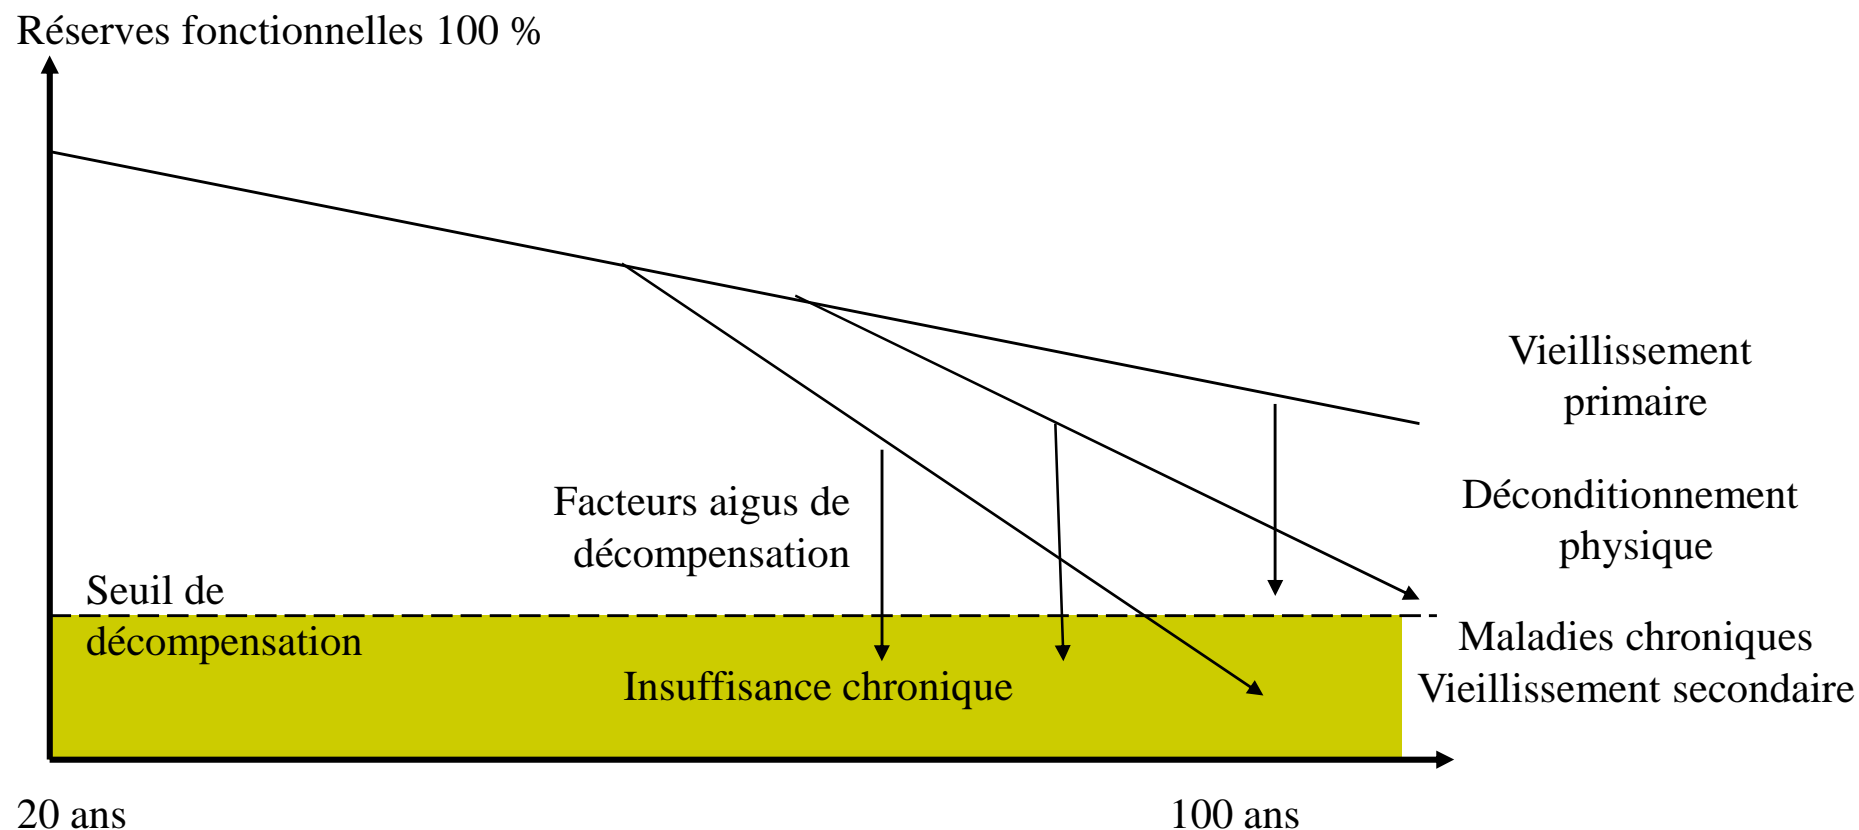 Réserves fonctionnelles 100 %
Vieillissement
primaire
Déconditionnement
physique
Facteurs aigus de
décompensation
Seuil de
décompensation
Maladies chroniques
Vieillissement secondaire
Insuffisance chronique
20 ans
100 ans